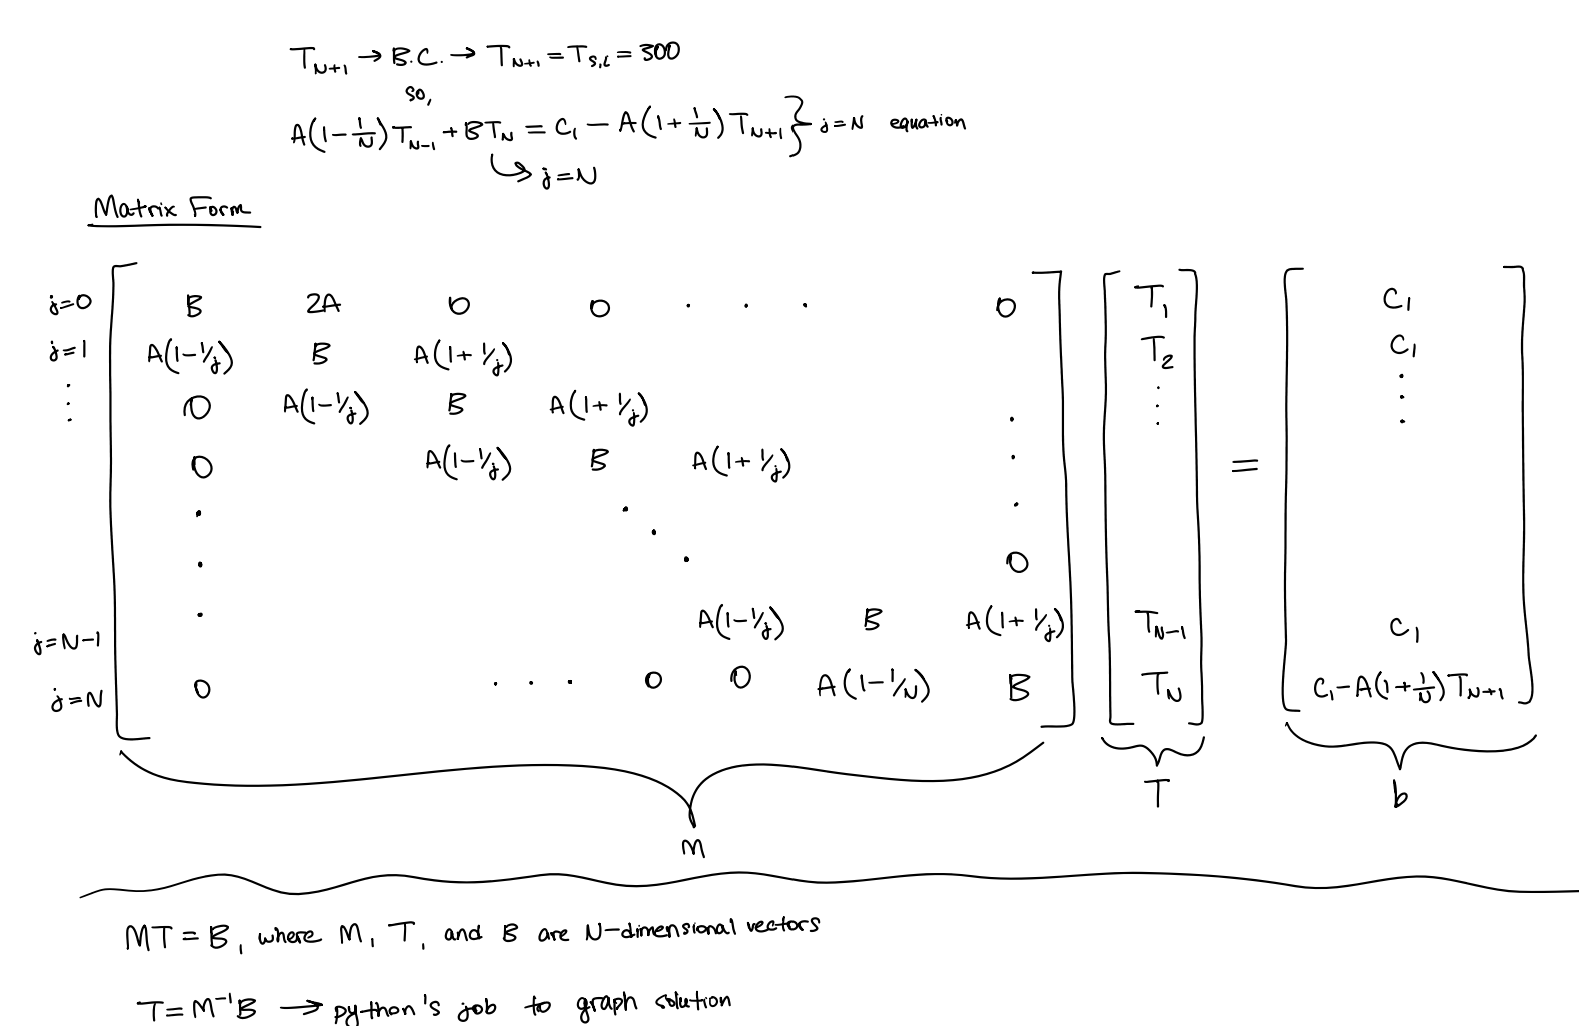 T_{N+1} → B.C. → T_{N+1} = T_{S,L} = 300
so,
A(1-1/N)T_{N-1} + BT_N = C_1 - A(1+1/N)T_{N+1} } j=N equation
↪ j=N
Matrix Form
j=0 B 2A 0 0 . . . 0 T_1 C_1
j=1 A(1-1/j) B A(1+1/j) T_2 C_1
⋮ 0 A(1-1/j) B A(1+1/j) . ⋮ ⋮
0 A(1-1/j) B A(1+1/j) . =
. . .
. . . 0
j=N-1 . A(1-1/j) B A(1+1/j) T_{N-1} C_1
j=N 0 . . . 0 0 A(1-1/N) B T_N C_1-A(1+1/N)T_{N+1}
M T b
MT = B, where M, T, and B are N-dimensional vectors
T = M^{-1}B → python's job to graph solution